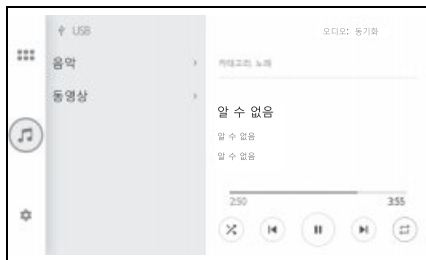 USB
오디오: 동기화
음악
카테고리: 노래
동영상
알 수 없음
알 수 없음
알 수 없음
2:50
3:55